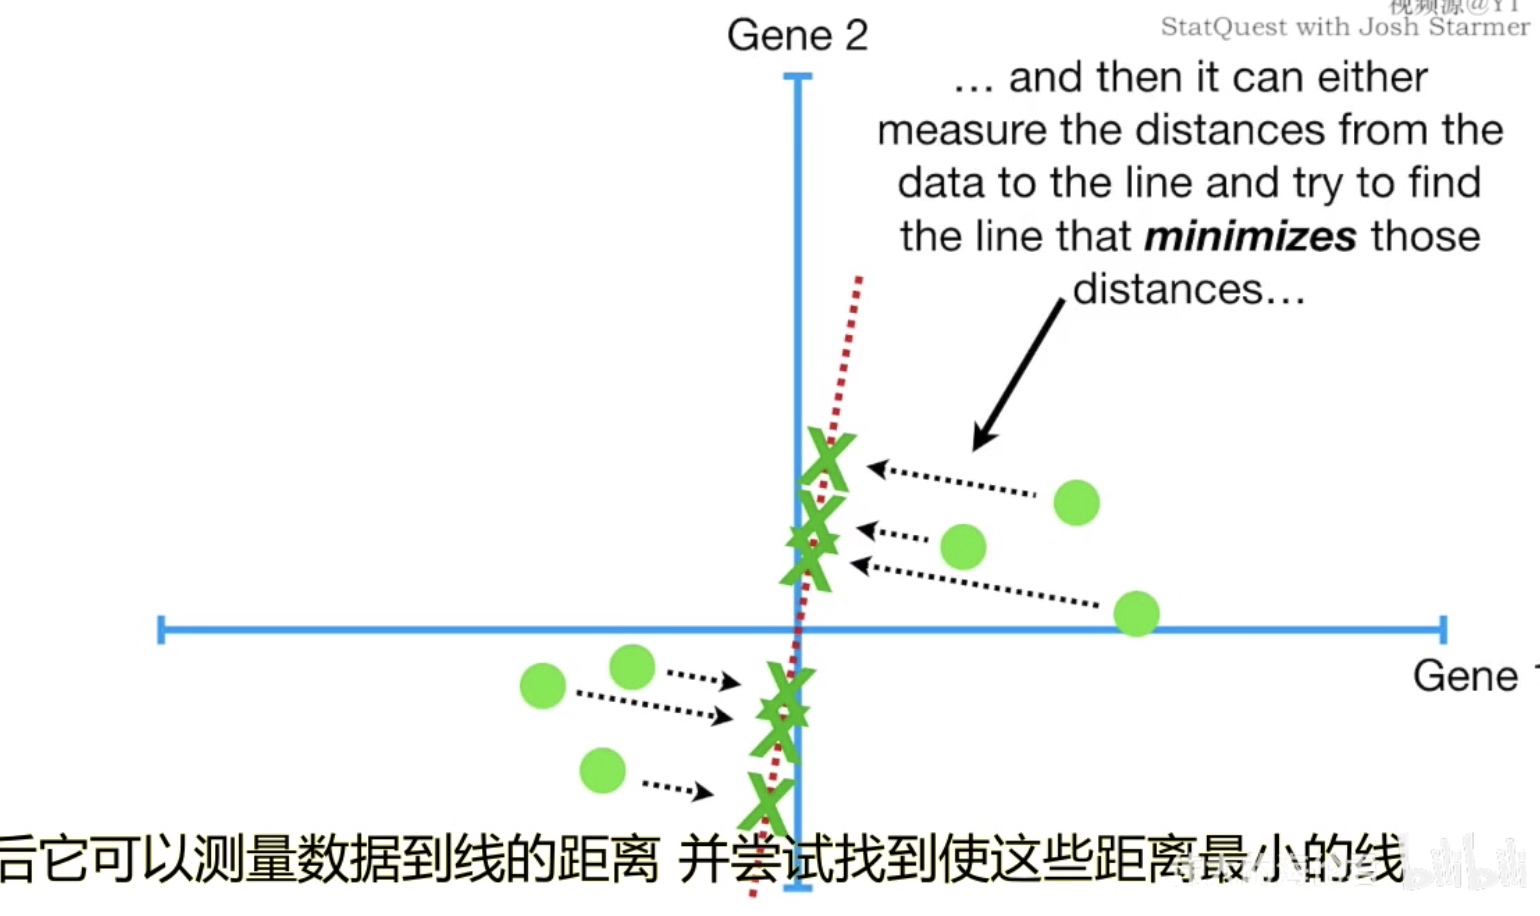 视频源@YT
StatQuest with Josh Starmer
Gene 2
... and then it can either
measure the distances from the
data to the line and try to find
the line that minimizes those
distances...
Gene
后它可以测量数据到线的距离 并尝试找到使这些距离最小的线
bilibili